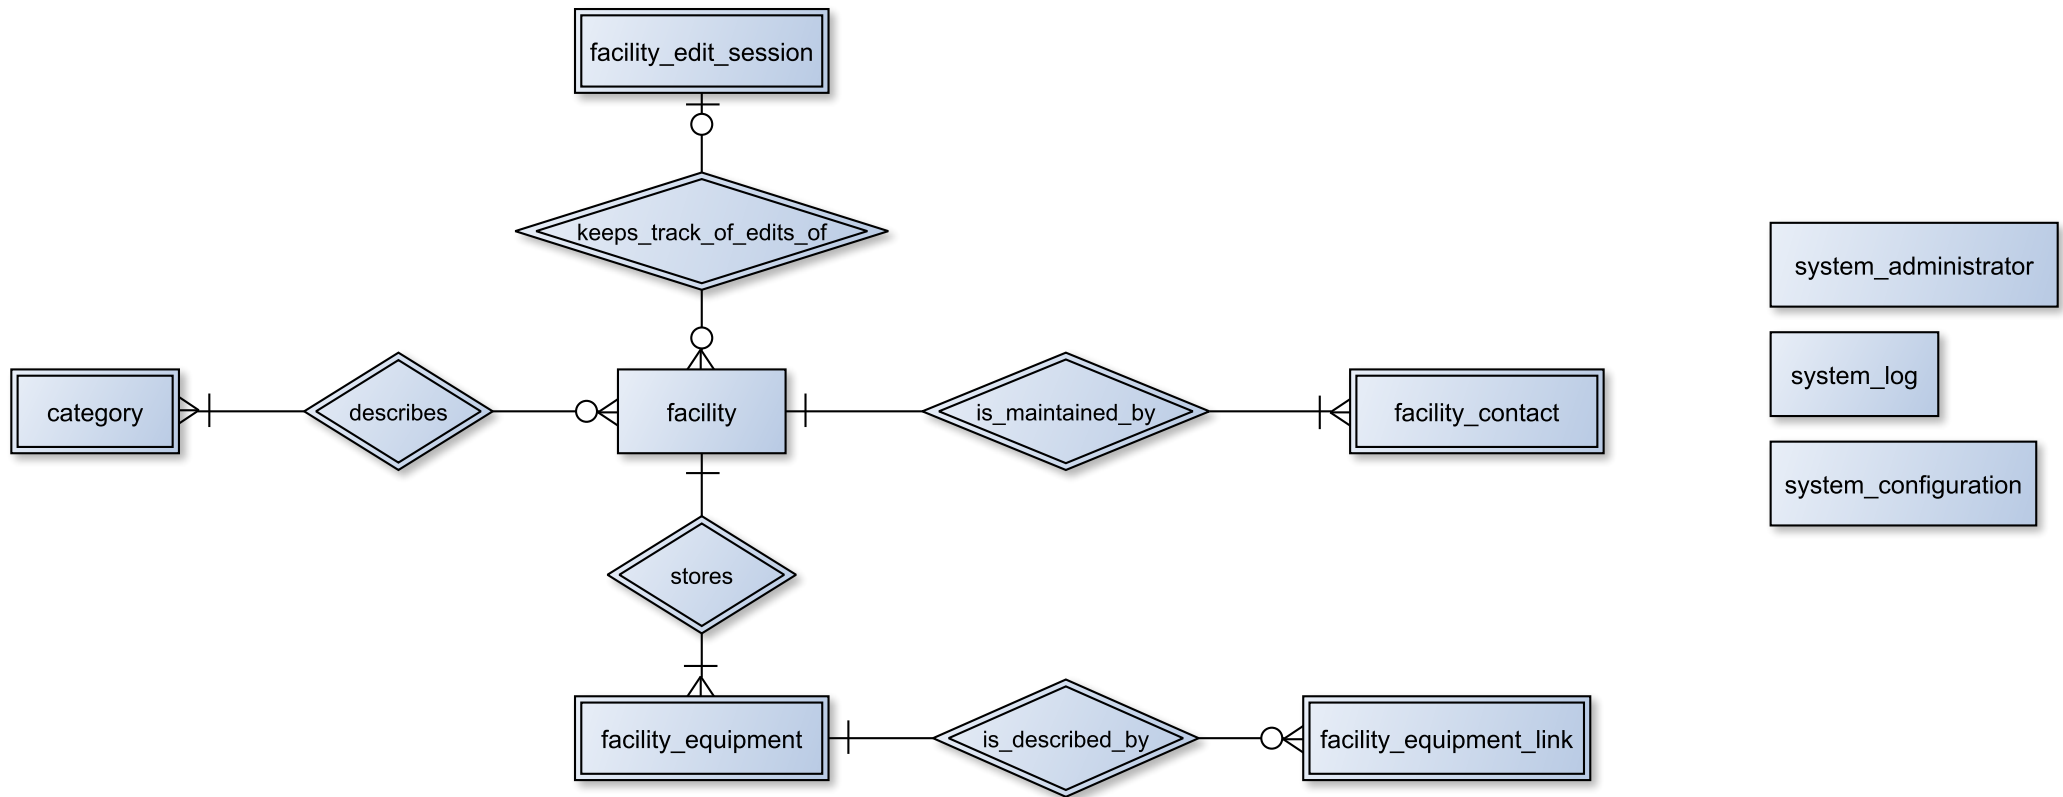 facility_edit_session
keeps_track_of_edits_of
system_administrator
system_log
category
describes
facility
is_maintained_by
facility_contact
system_configuration
stores
facility_equipment
is_described_by
facility_equipment_link